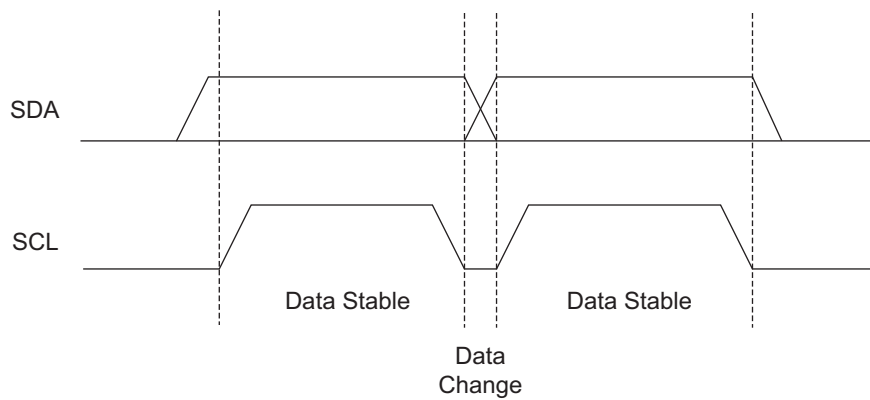 SDA
SCL
Data Stable
Data Stable
Data
Change